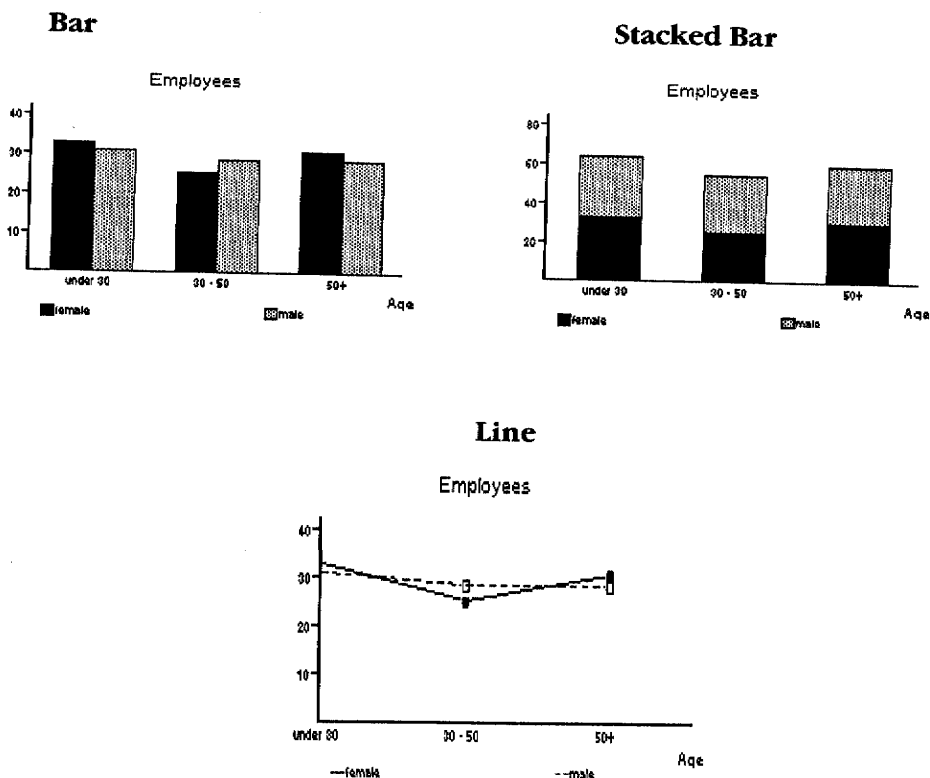 Bar
Employees
40
30
20
10
under 30
30 - 50
50+
Age
female
male
Stacked Bar
Employees
80
60
40
20
under 30
30 - 50
50+
Age
female
male
Line
Employees
40
30
20
10
under 30
30 - 50
50+
Age
female
male